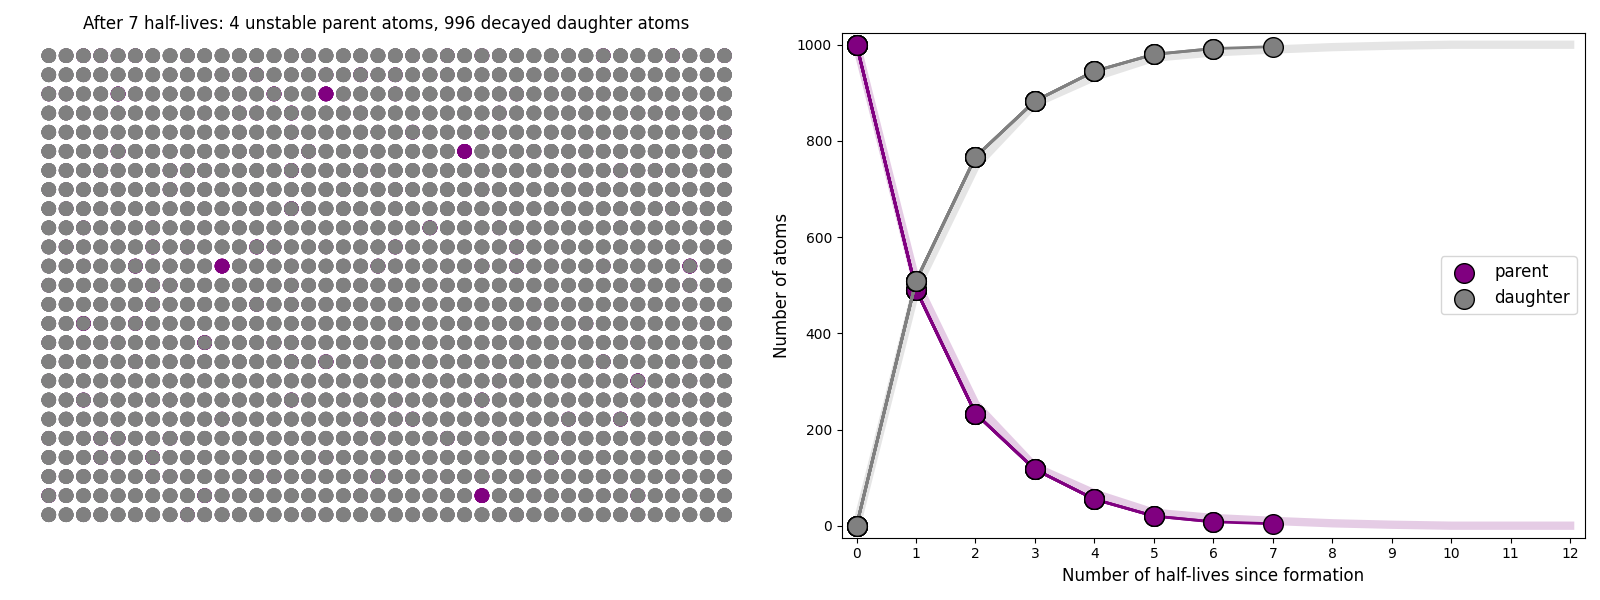 After 7 half-lives: 4 unstable parent atoms, 996 decayed daughter atoms
1000
800
600
400
200
0
Number of atoms
parent
daughter
0 1 2 3 4 5 6 7 8 9 10 11 12
Number of half-lives since formation